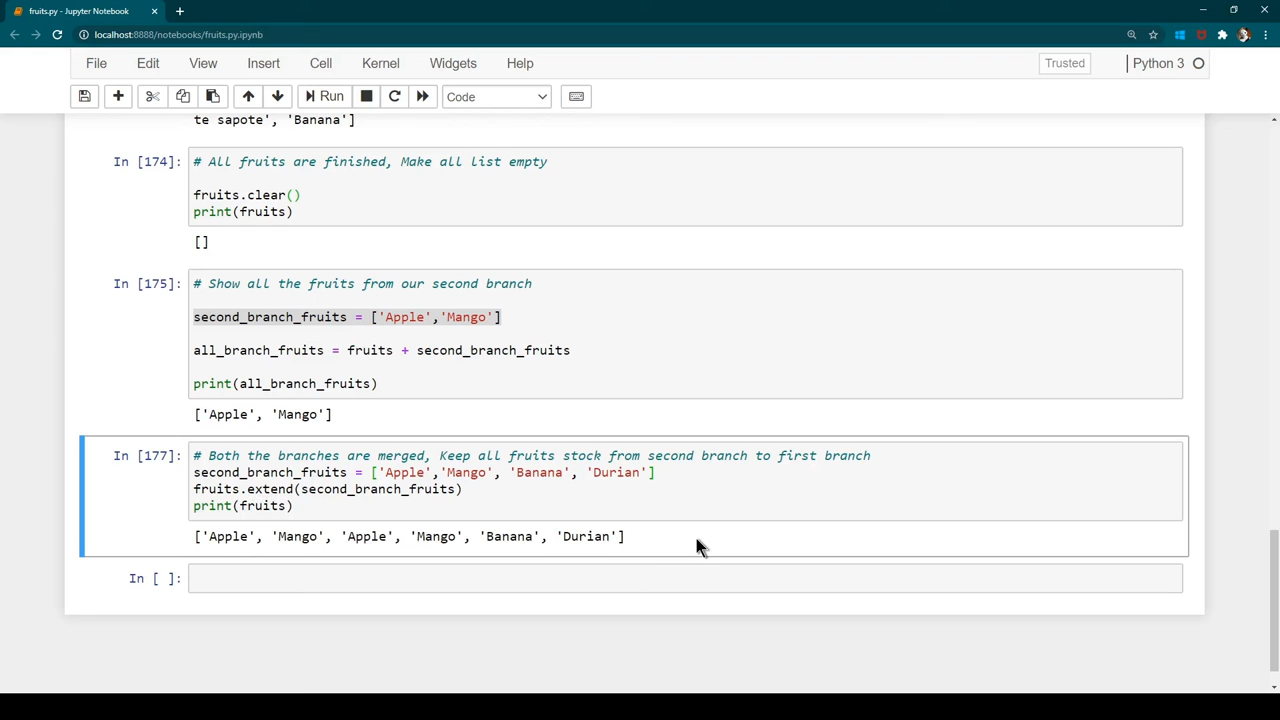 fruits.py - Jupyter Notebook
localhost:8888/notebooks/fruits.py.ipynb
File Edit View Insert Cell Kernel Widgets Help Trusted Python 3
Run Code
te sapote', 'Banana']
In [174]: # All fruits are finished, Make all list empty
fruits.clear()
print(fruits)
[]
In [175]: # Show all the fruits from our second branch
second_branch_fruits = ['Apple','Mango']
all_branch_fruits = fruits + second_branch_fruits
print(all_branch_fruits)
['Apple', 'Mango']
In [177]: # Both the branches are merged, Keep all fruits stock from second branch to first branch
second_branch_fruits = ['Apple','Mango', 'Banana', 'Durian']
fruits.extend(second_branch_fruits)
print(fruits)
['Apple', 'Mango', 'Apple', 'Mango', 'Banana', 'Durian']
In [ ]: